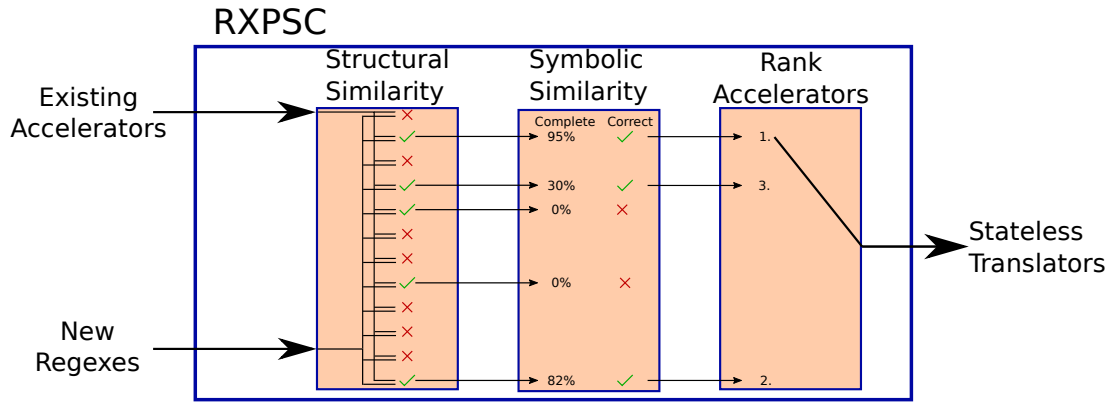 RXPSC
Structural
Similarity
Symbolic
Similarity
Rank
Accelerators
Existing
Accelerators
New
Regexes
Complete Correct
95%
30%
0%
0%
82%
1.
3.
2.
Stateless
Translators